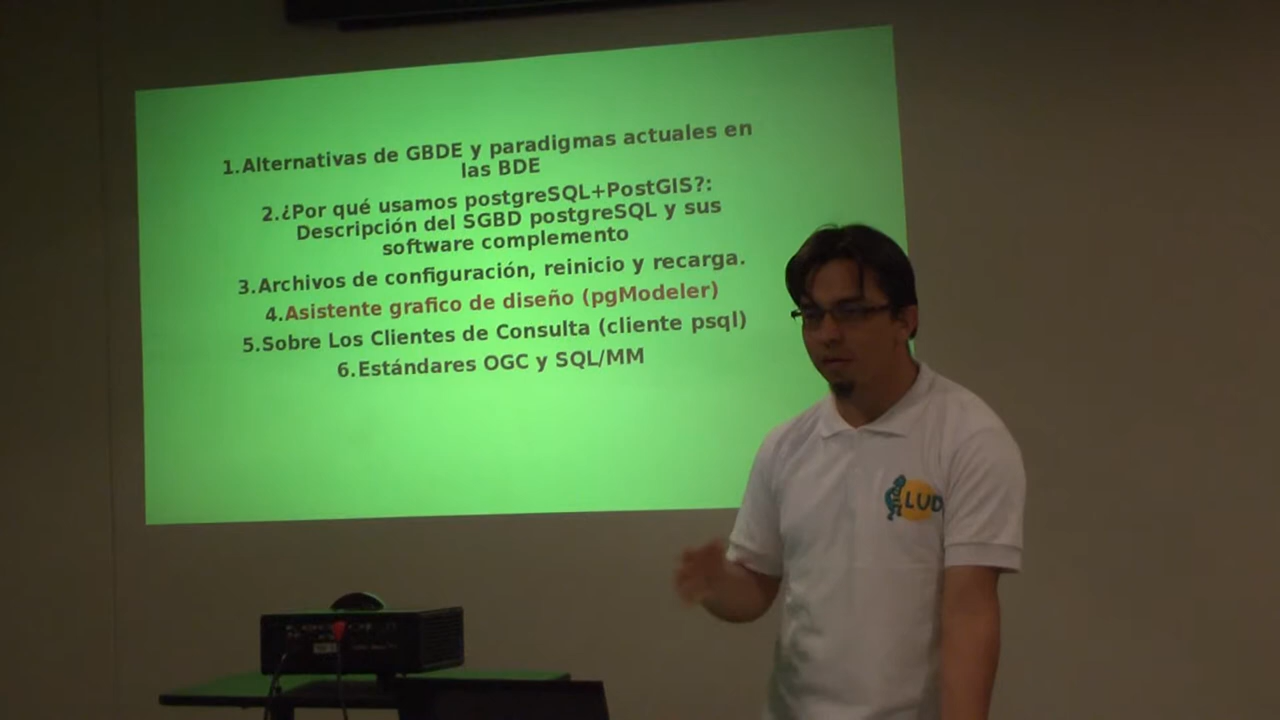 1.Alternativas de GBDE y paradigmas actuales en
las BDE
2.¿Por qué usamos postgreSQL+PostGIS?:
Descripción del SGBD postgreSQL y sus
software complemento
3.Archivos de configuración, reinicio y recarga.
4.Asistente grafico de diseño (pgModeler)
5.Sobre Los Clientes de Consulta (cliente psql)
6.Estándares OGC y SQL/MM
LUD